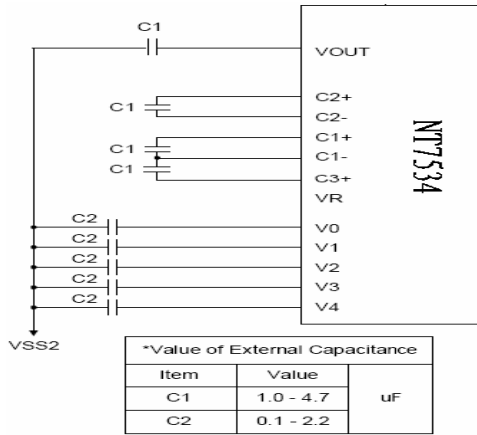 C1
VOUT
C2+
C1
C2-
C1+
C1
C1-
C1
C3+
VR
NT7534
C2
V0
C2
V1
C2
V2
C2
V3
C2
V4
VSS2
*Value of External Capacitance
Item Value
C1 1.0 - 4.7 uF
C2 0.1 - 2.2